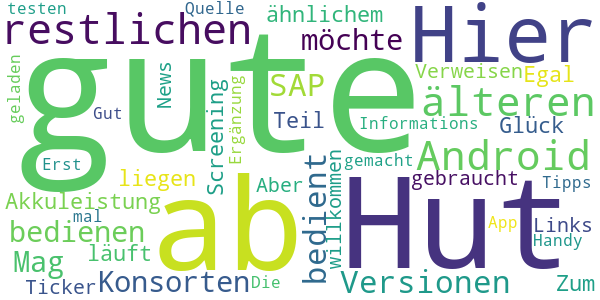 testen Quelle ähnlichem
restlichen möchte Hier
geladen gute News Screening Ergänzung SAP Verweisen Egal
Gut Teil älteren
Informations Glück
Erst bedient willkommen gemacht Android
Akkuleistung liegen Aber gebraucht Tipps
mal ab Hut App Links
bedienen läuft Handy
Mag Konsorten Die Versionen Zum
Ticker